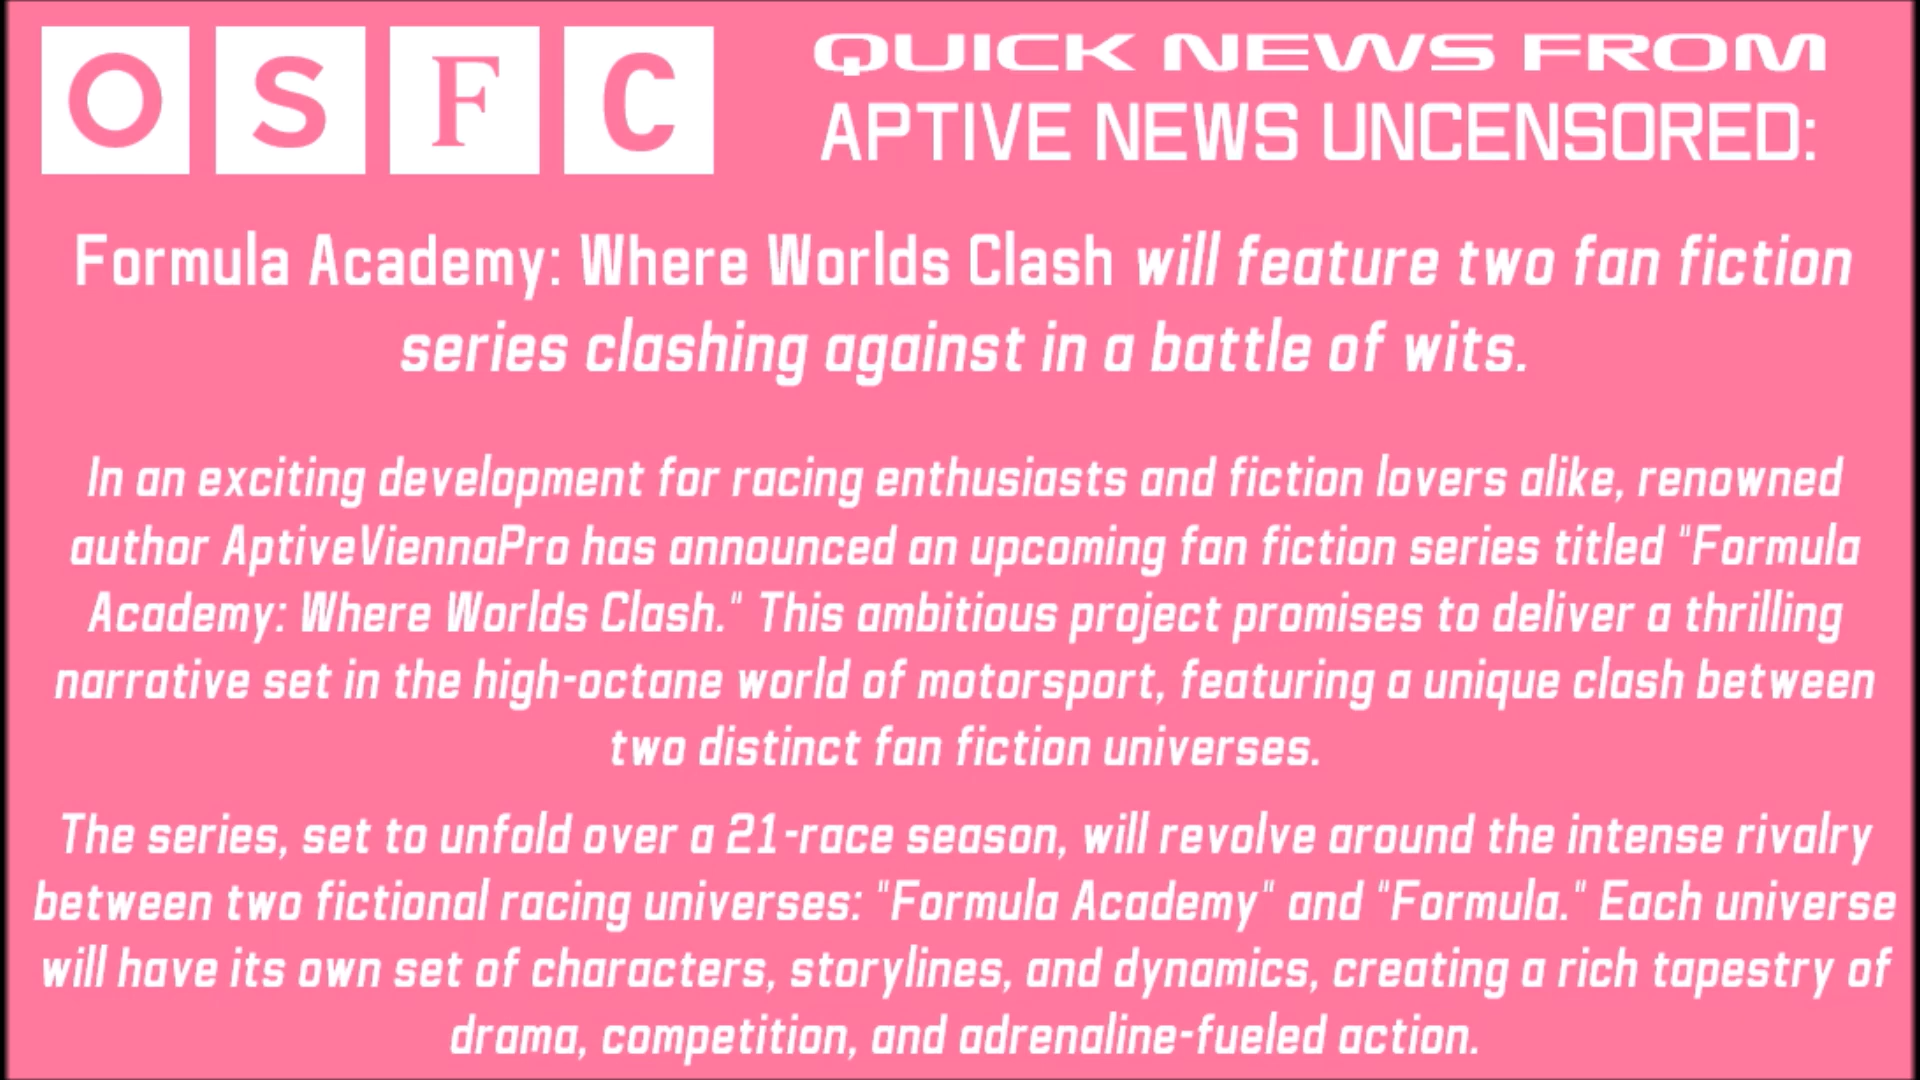 O S F C
QUICK NEWS FROM
APTIVE NEWS UNCENSORED:
Formula Academy: Where Worlds Clash will feature two fan fiction
series clashing against in a battle of wits.
In an exciting development for racing enthusiasts and fiction lovers alike, renowned
author AptiveViennaPro has announced an upcoming fan fiction series titled "Formula
Academy: Where Worlds Clash." This ambitious project promises to deliver a thrilling
narrative set in the high-octane world of motorsport, featuring a unique clash between
two distinct fan fiction universes.
The series, set to unfold over a 21-race season, will revolve around the intense rivalry
between two fictional racing universes: "Formula Academy" and "Formula." Each universe
will have its own set of characters, storylines, and dynamics, creating a rich tapestry of
drama, competition, and adrenaline-fueled action.